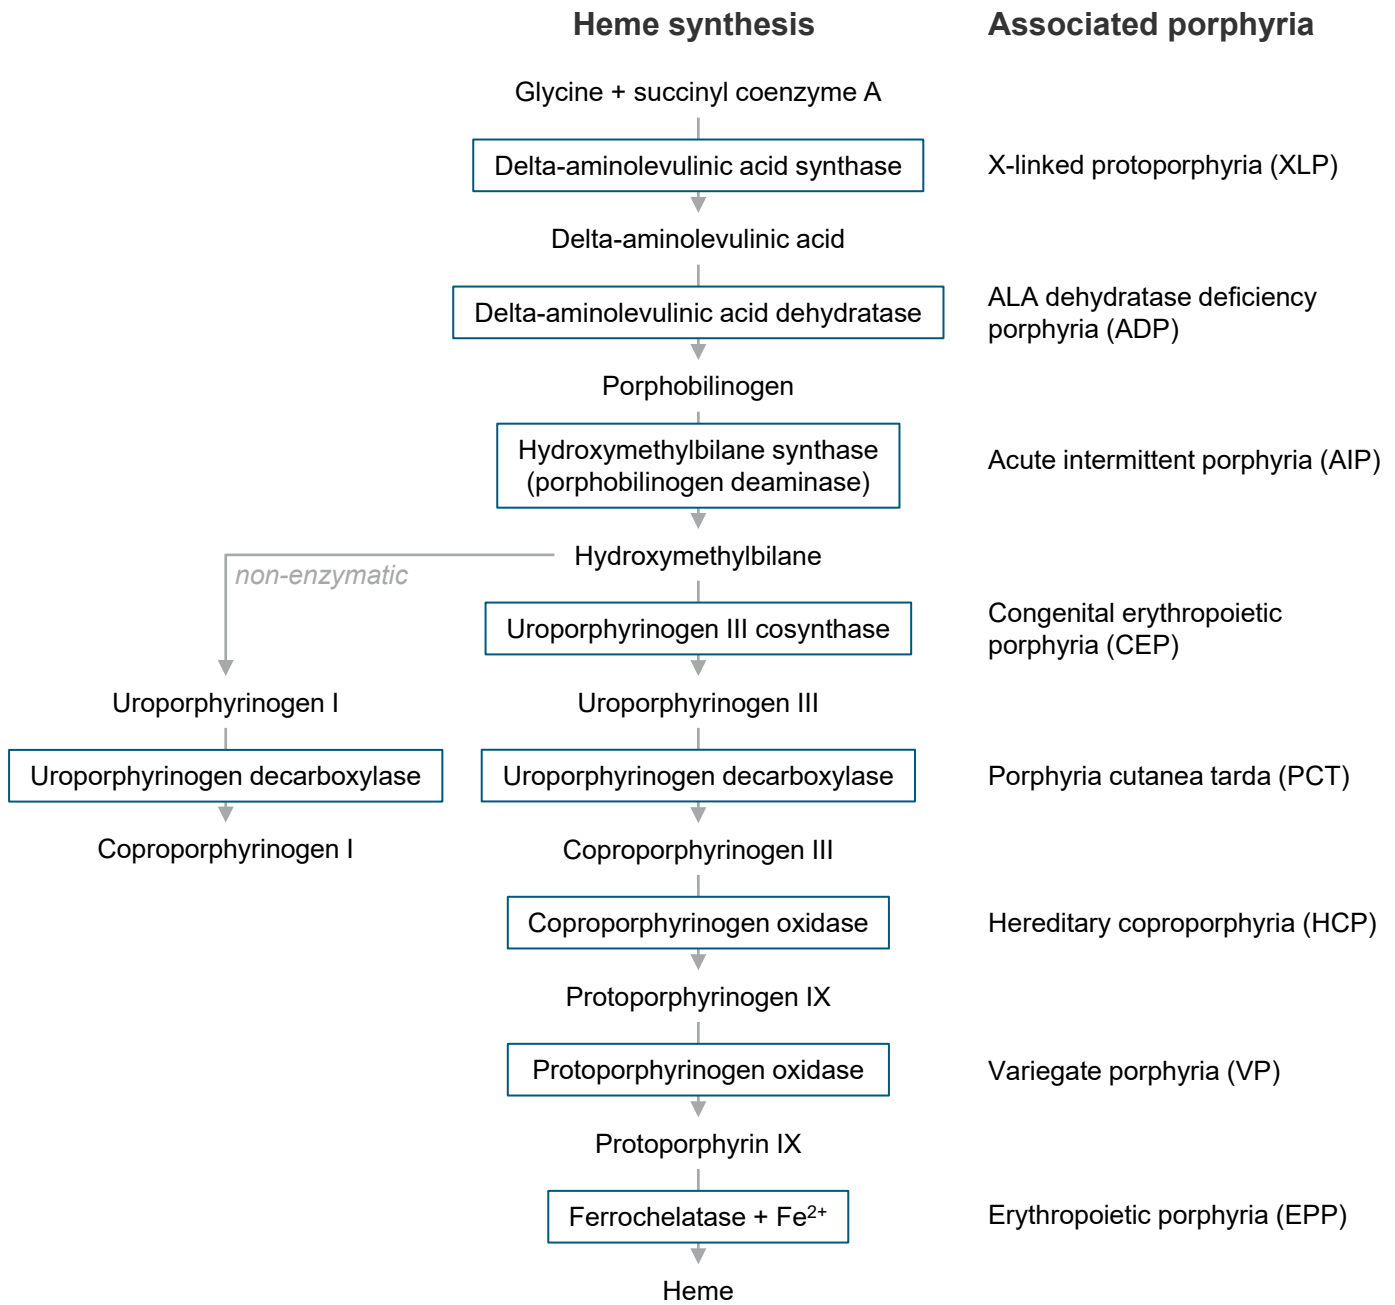 Heme synthesis
Associated porphyria
Glycine + succinyl coenzyme A
Delta-aminolevulinic acid synthase
X-linked protoporphyria (XLP)
Delta-aminolevulinic acid
Delta-aminolevulinic acid dehydratase
ALA dehydratase deficiency
porphyria (ADP)
Porphobilinogen
Hydroxymethylbilane synthase
(porphobilinogen deaminase)
Acute intermittent porphyria (AIP)
Hydroxymethylbilane
non-enzymatic
Uroporphyrinogen III cosynthase
Congenital erythropoietic
porphyria (CEP)
Uroporphyrinogen I
Uroporphyrinogen III
Uroporphyrinogen decarboxylase
Uroporphyrinogen decarboxylase
Porphyria cutanea tarda (PCT)
Coproporphyrinogen I
Coproporphyrinogen III
Coproporphyrinogen oxidase
Hereditary coproporphyria (HCP)
Protoporphyrinogen IX
Protoporphyrinogen oxidase
Variegate porphyria (VP)
Protoporphyrin IX
Ferrochelatase + Fe²⁺
Erythropoietic porphyria (EPP)
Heme